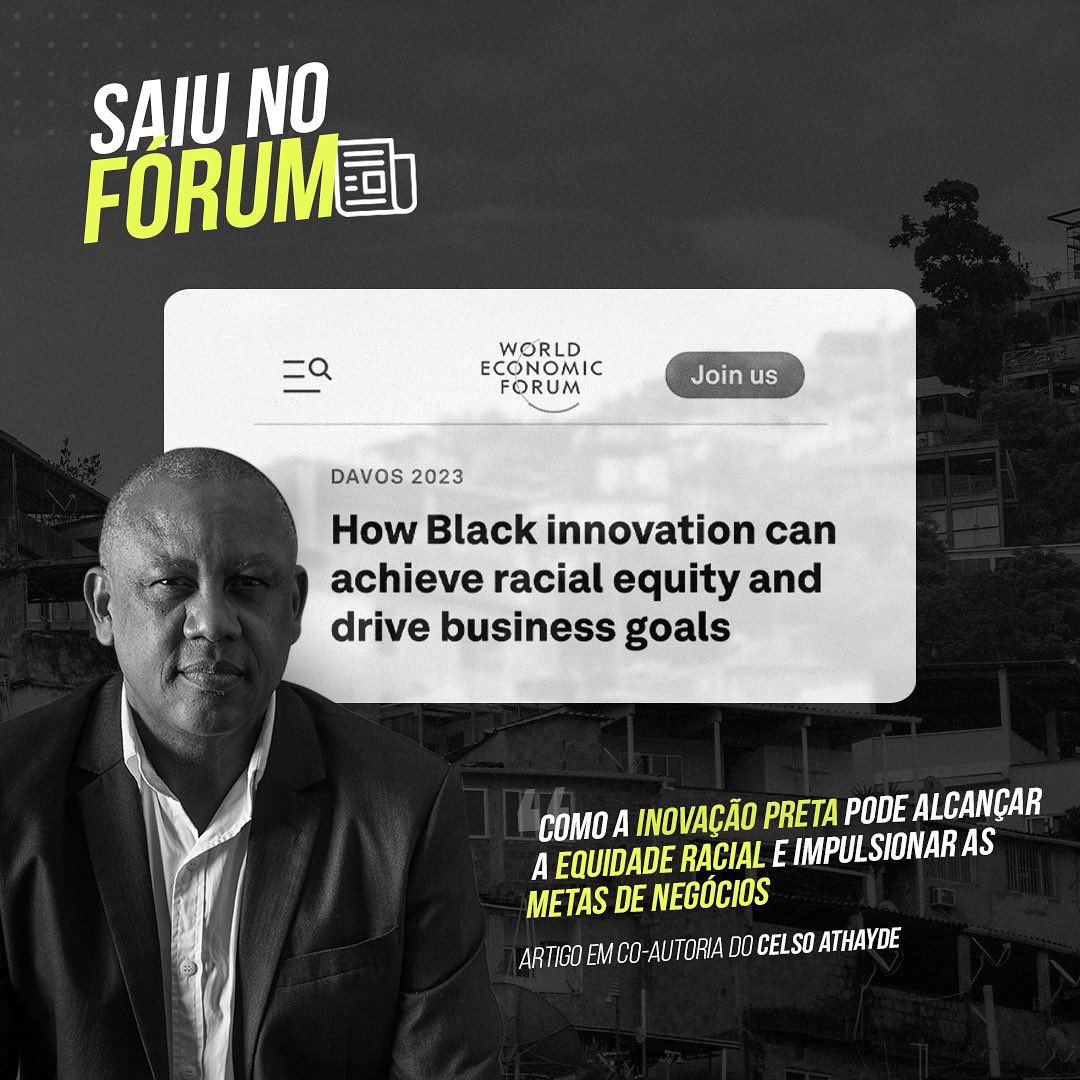 SAIU NO
FÓRUM
WORLD
ECONOMIC
FORUM
Join us
DAVOS 2023
How Black innovation can
achieve racial equity and
drive business goals
“COMO A INOVAÇÃO PRETA PODE ALCANÇAR
A EQUIDADE RACIAL E IMPULSIONAR AS
METAS DE NEGÓCIOS
ARTIGO EM CO-AUTORIA DO CELSO ATHAYDE